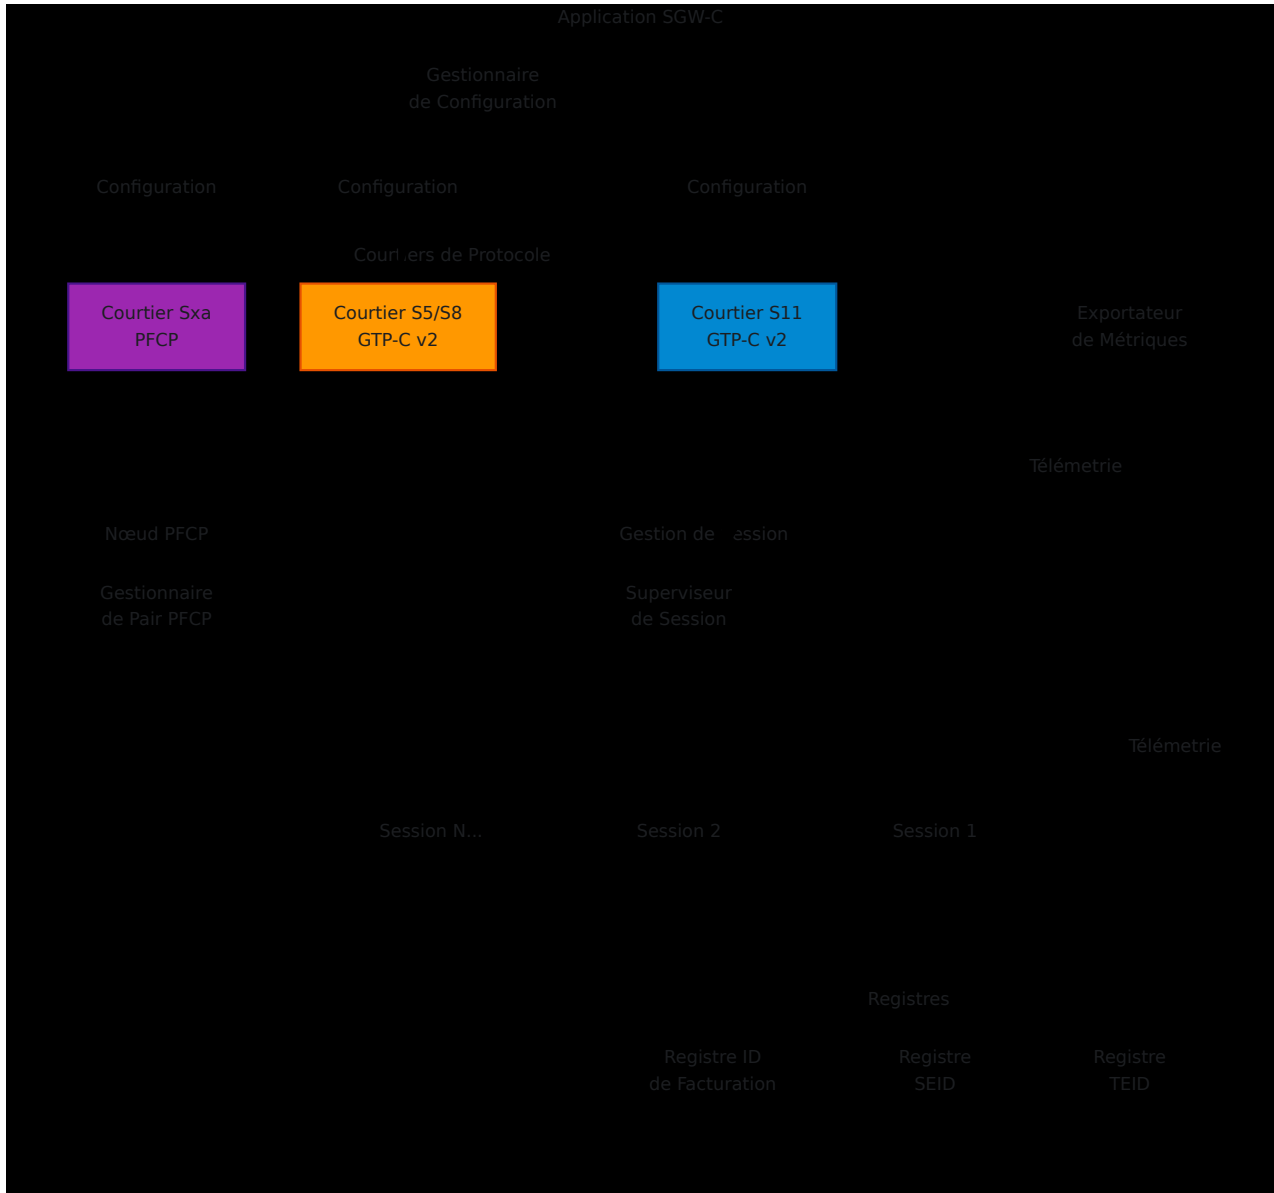 Application SGW-C
Gestionnaire
de Configuration
Configuration
Configuration
Configuration
de Protocole
Courtier Sxa
PFCP
Courtier S5/S8
GTP-C v2
Courtier S11
GTP-C v2
Exportateur
de Métriques
Télémetrie
Nœud PFCP
Gestion de
Gestionnaire
de Pair PFCP
Superviseur
de Session
Télémetrie
Session N...
Session 2
Session 1
Registres
Registre ID
de Facturation
Registre
SEID
Registre
TEID